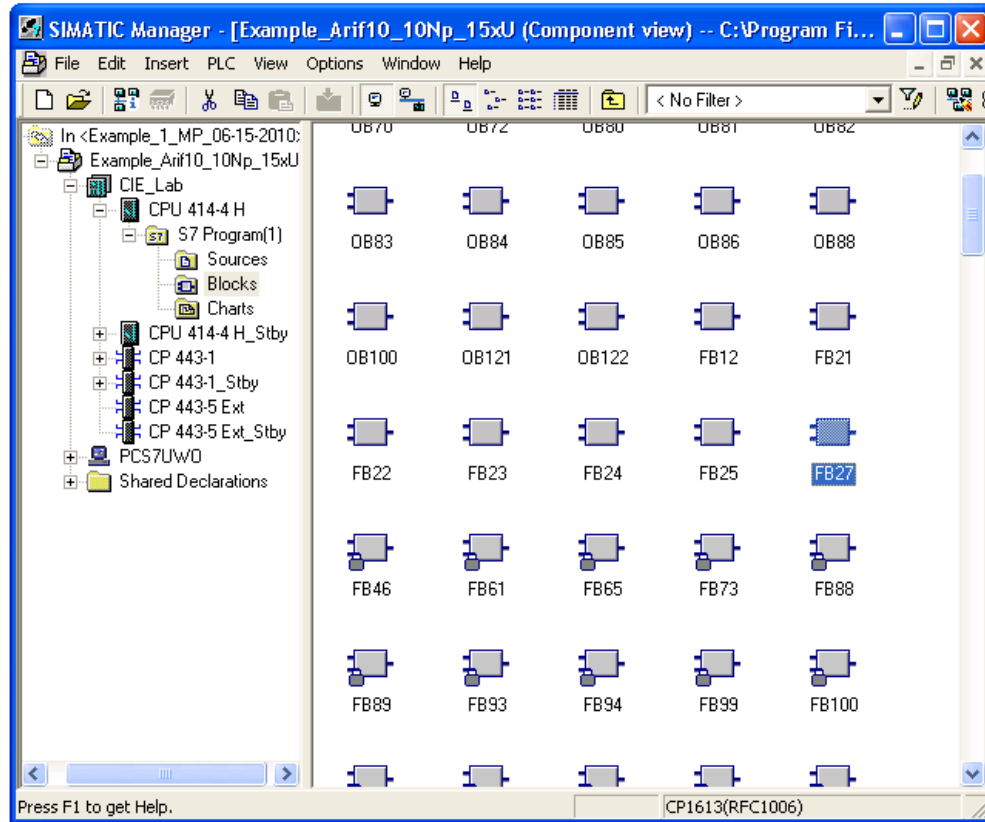 SIMATIC Manager - [Example_Arif10_10Np_15xU (Component view) -- C:\Program Fi...
File Edit Insert PLC View Options Window Help
< No Filter >
In <Example_1_MP_06-15-2010:
Example_Arif10_10Np_15xU
CIE_Lab
CPU 414-4 H
S7 Program(1)
Sources
Blocks
Charts
CPU 414-4 H_Stby
CP 443-1
CP 443-1_Stby
CP 443-5 Ext
CP 443-5 Ext_Stby
PCS7UWO
Shared Declarations
OB70 OB72 OB80 OB81 OB82
OB83 OB84 OB85 OB86 OB88
OB100 OB121 OB122 FB12 FB21
FB22 FB23 FB24 FB25 FB27
FB46 FB61 FB65 FB73 FB88
FB89 FB93 FB94 FB99 FB100
Press F1 to get Help.
CP1613(RFC1006)